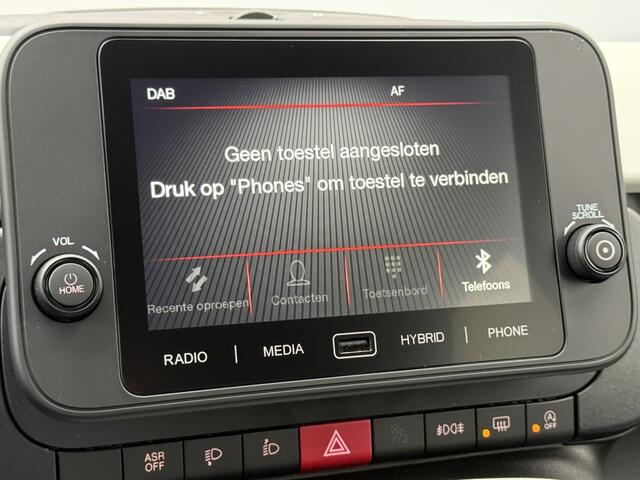 DAB AF
Geen toestel aangesloten
Druk op "Phones" om toestel te verbinden
VOL
HOME
TUNE
SCROLL
Recente oproepen Contacten Toetsenbord Telefoons
RADIO MEDIA HYBRID PHONE
ASR
OFF
A
OFF